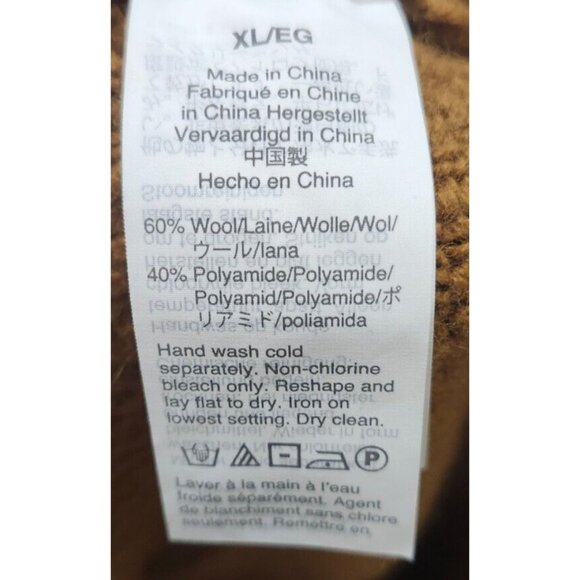 XL/EG
Made in China
Fabriqué en Chine
in China Hergestellt
Vervaardigd in China
中国製
Hecho en China
60% Wool/Laine/Wolle/Wol/
ウール/lana
40% Polyamide/Polyamide/
Polyamid/Polyamide/ポ
リアミド/poliamida
Hand wash cold
separately. Non-chlorine
bleach only. Reshape and
lay flat to dry. Iron on
lowest setting. Dry clean.
P
Laver à la main à l'eau
froide séparément. Agent
de blanchiment sans chlore
seulement. Remettre en